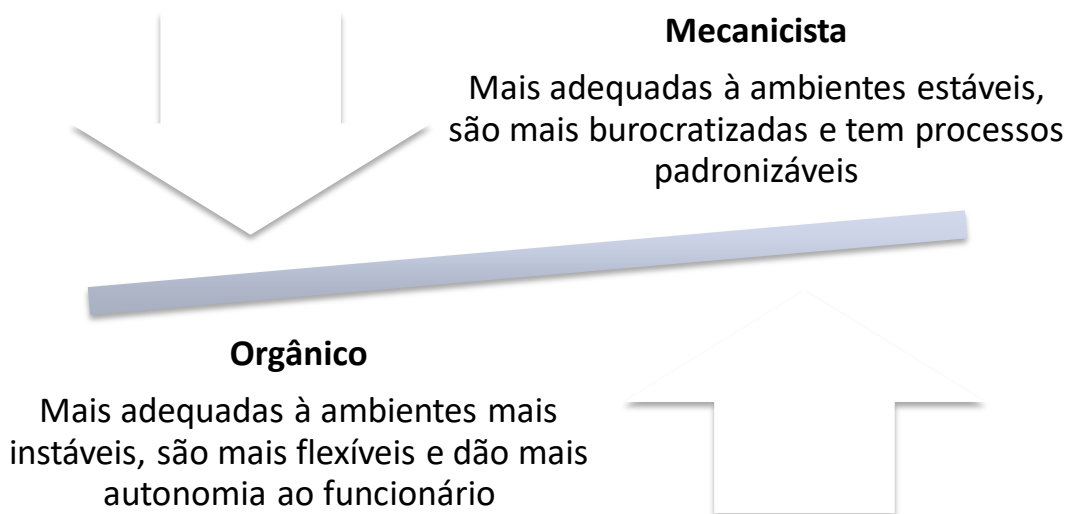 Mecanicista
Mais adequadas à ambientes estáveis,
são mais burocratizadas e tem processos
padronizáveis
Orgânico
Mais adequadas à ambientes mais
instáveis, são mais flexíveis e dão mais
autonomia ao funcionário